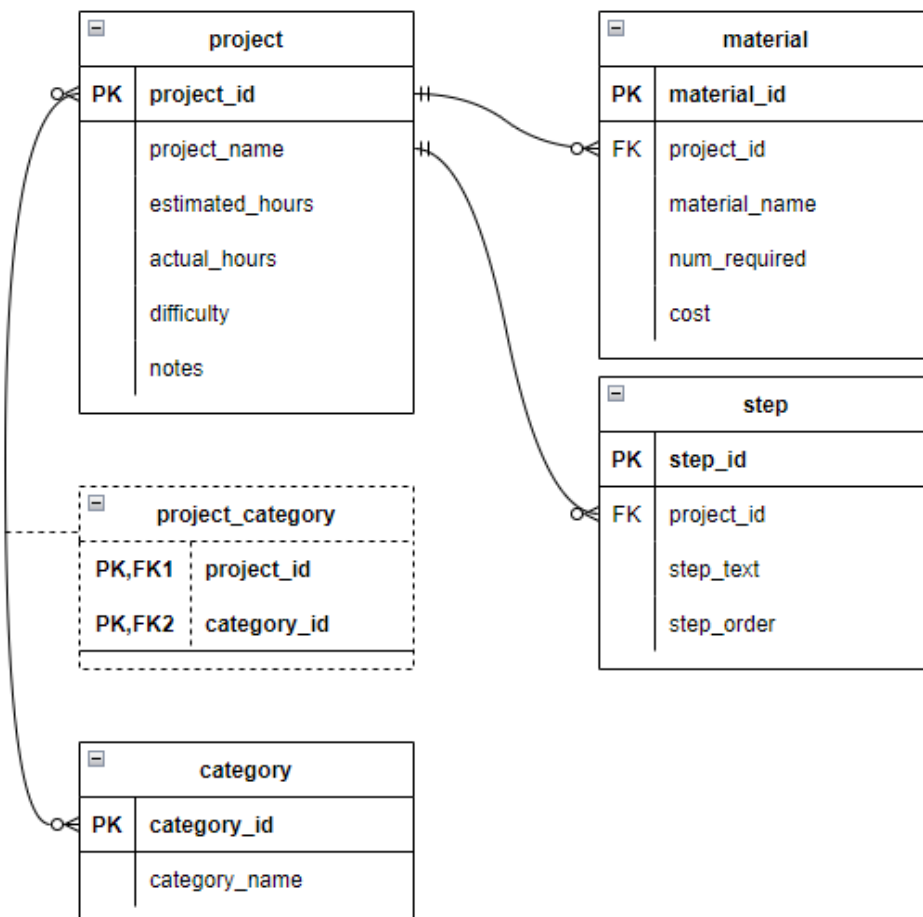 project
PK project_id
project_name
estimated_hours
actual_hours
difficulty
notes
material
PK material_id
FK project_id
material_name
num_required
cost
step
PK step_id
FK project_id
step_text
step_order
project_category
PK,FK1 project_id
PK,FK2 category_id
category
PK category_id
category_name